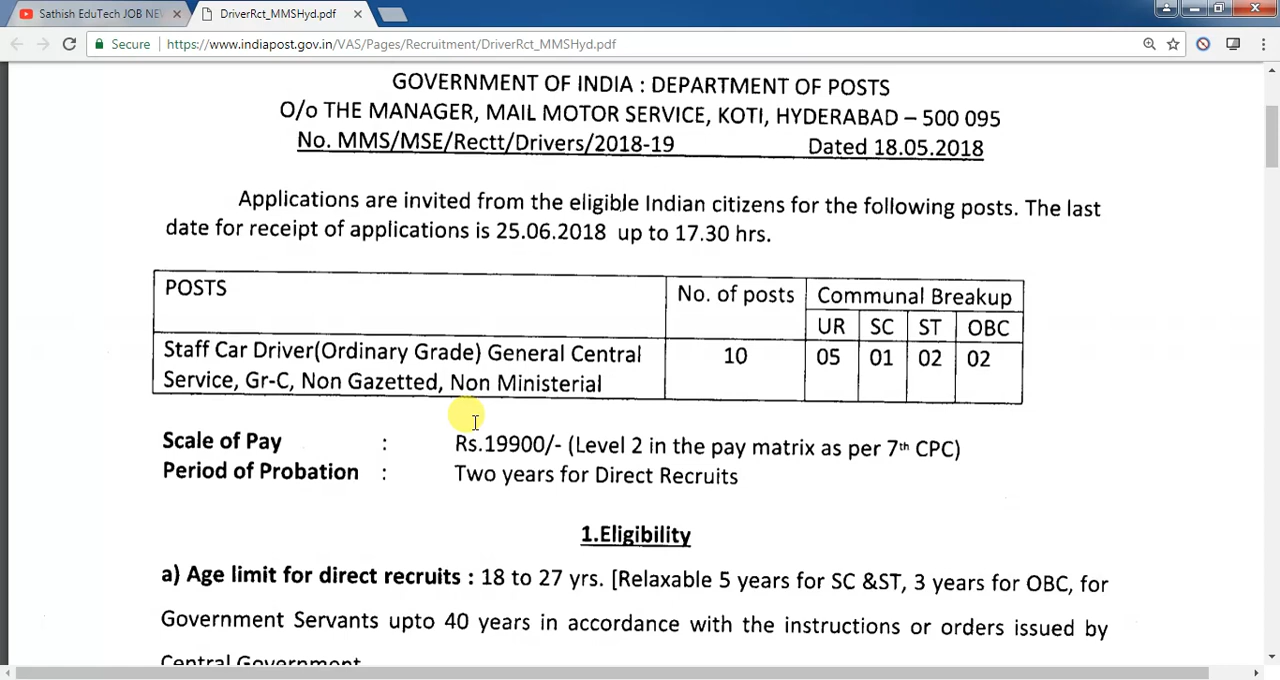 Sathish EduTech JOB NEW
DriverRct_MMSHyd.pdf
Secure https://www.indiapost.gov.in/VAS/Pages/Recruitment/DriverRct_MMSHyd.pdf
GOVERNMENT OF INDIA : DEPARTMENT OF POSTS
O/o THE MANAGER, MAIL MOTOR SERVICE, KOTI, HYDERABAD – 500 095
No. MMS/MSE/Rectt/Drivers/2018-19 Dated 18.05.2018
Applications are invited from the eligible Indian citizens for the following posts. The last
date for receipt of applications is 25.06.2018 up to 17.30 hrs.
POSTS No. of posts Communal Breakup
UR SC ST OBC
Staff Car Driver(Ordinary Grade) General Central 10 05 01 02 02
Service, Gr-C, Non Gazetted, Non Ministerial
Scale of Pay : Rs.19900/- (Level 2 in the pay matrix as per 7th CPC)
Period of Probation : Two years for Direct Recruits
1.Eligibility
a) Age limit for direct recruits : 18 to 27 yrs. [Relaxable 5 years for SC &ST, 3 years for OBC, for
Government Servants upto 40 years in accordance with the instructions or orders issued by
Central Government